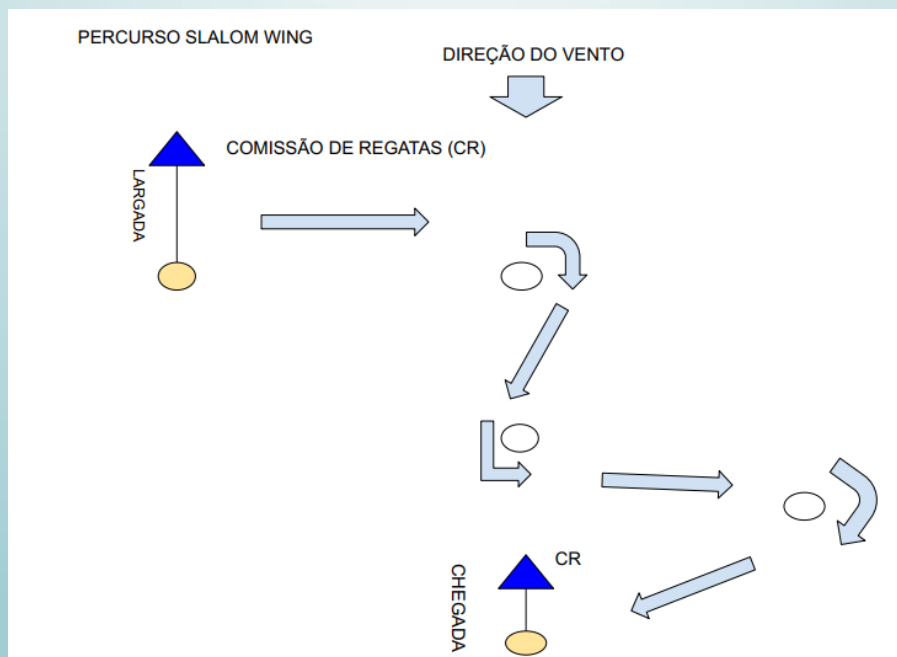 PERCURSO SLALOM WING
DIREÇÃO DO VENTO
COMISSÃO DE REGATAS (CR)
LARGADA
CR
CHEGADA